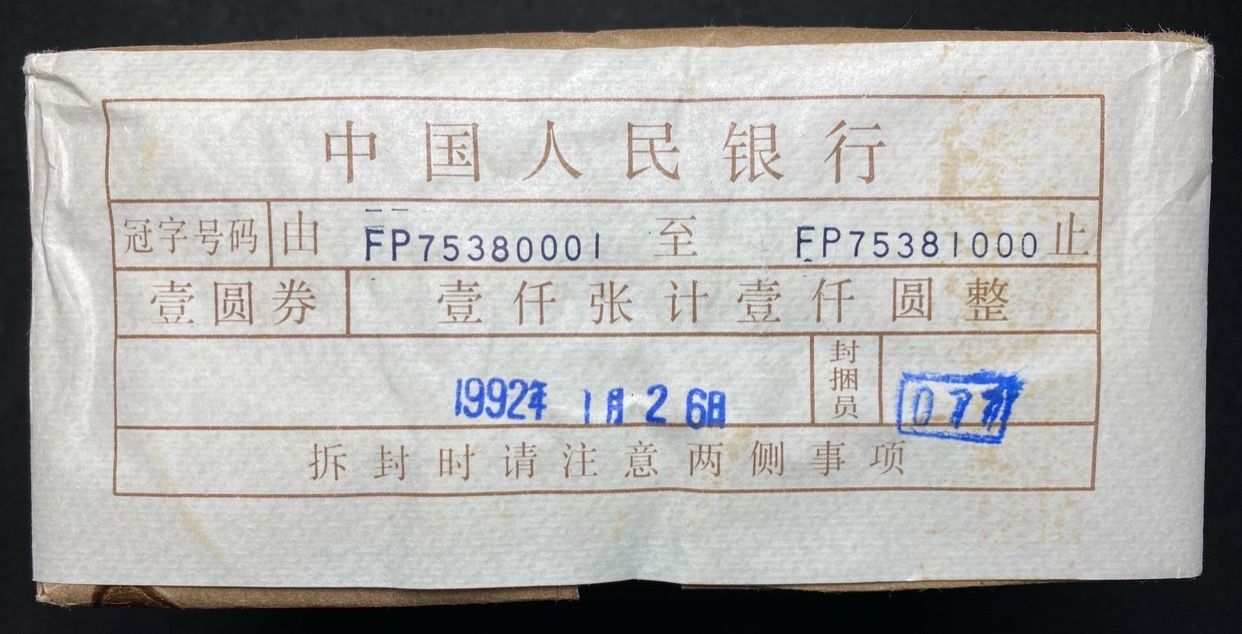 中国人民银行
冠字号码 由 FP75380001 至 FP75381000 止
壹圆券 壹仟张计壹仟圆整
1992年 1月26日 封捆员
拆封时请注意两侧事项